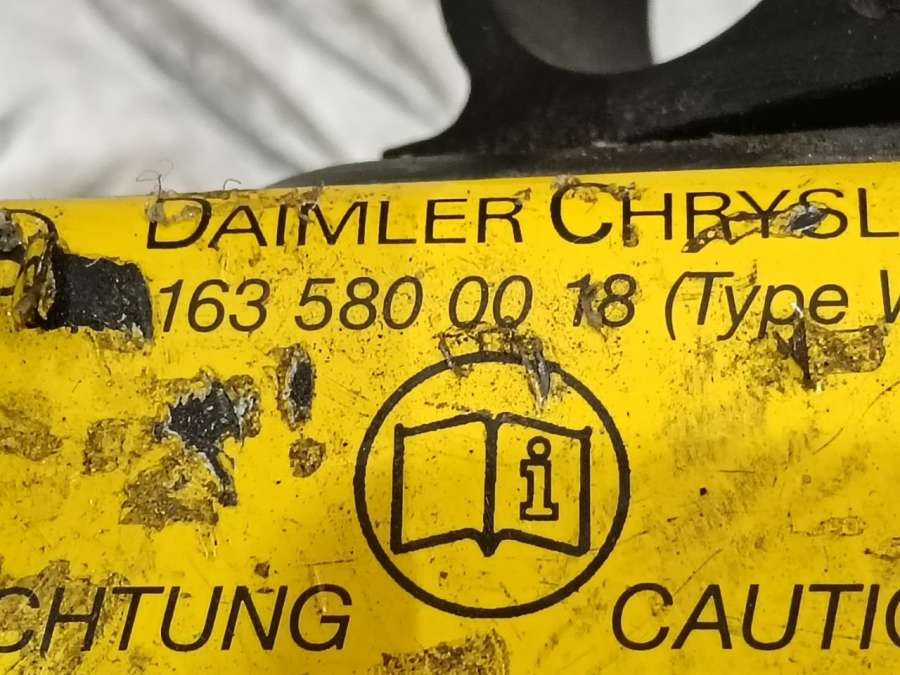 DAIMLER CHRYSL
163 580 00 18 (Type W
i
CHTUNG CAUTIO